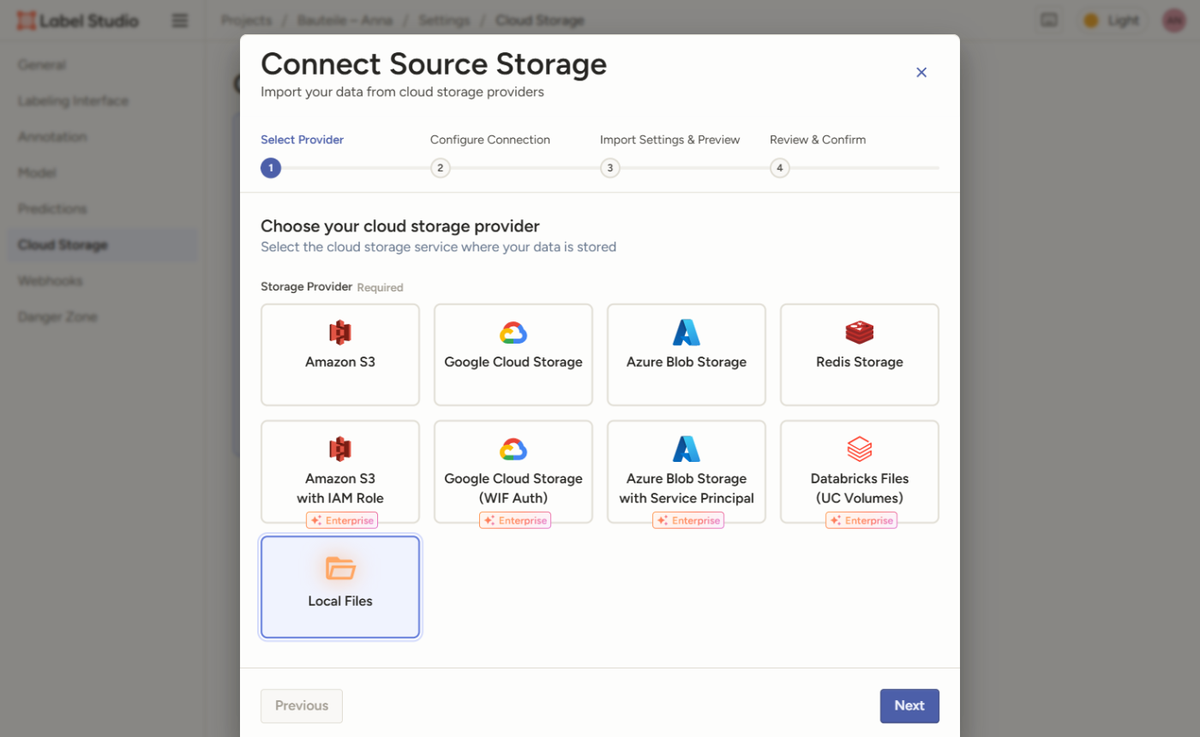 Label Studio
Projects / Bauteile – Anna / Settings / Cloud Storage
Light
General
Labeling Interface
Annotation
Model
Predictions
Cloud Storage
Webhooks
Danger Zone
Connect Source Storage
Import your data from cloud storage providers
Select Provider
Configure Connection
Import Settings & Preview
Review & Confirm
1
2
3
4
Choose your cloud storage provider
Select the cloud storage service where your data is stored
Storage Provider Required
Amazon S3
Google Cloud Storage
Azure Blob Storage
Redis Storage
Amazon S3
with IAM Role
Enterprise
Google Cloud Storage
(WIF Auth)
Enterprise
Azure Blob Storage
with Service Principal
Enterprise
Databricks Files
(UC Volumes)
Enterprise
Local Files
Previous
Next